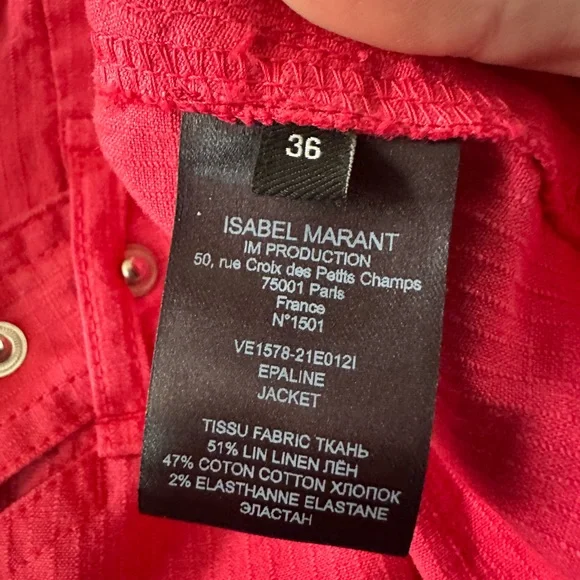 36
ISABEL MARANT
IM PRODUCTION
50, rue Croix des Petits Champs
75001 Paris
France
N°1501
VE1578-21E012I
EPALINE
JACKET
TISSU FABRIC ТКАНЬ
51% LIN LINEN ЛЁН
47% COTON COTTON ХЛОПОК
2% ELASTHANNE ELASTANE
ЭЛАСТАН